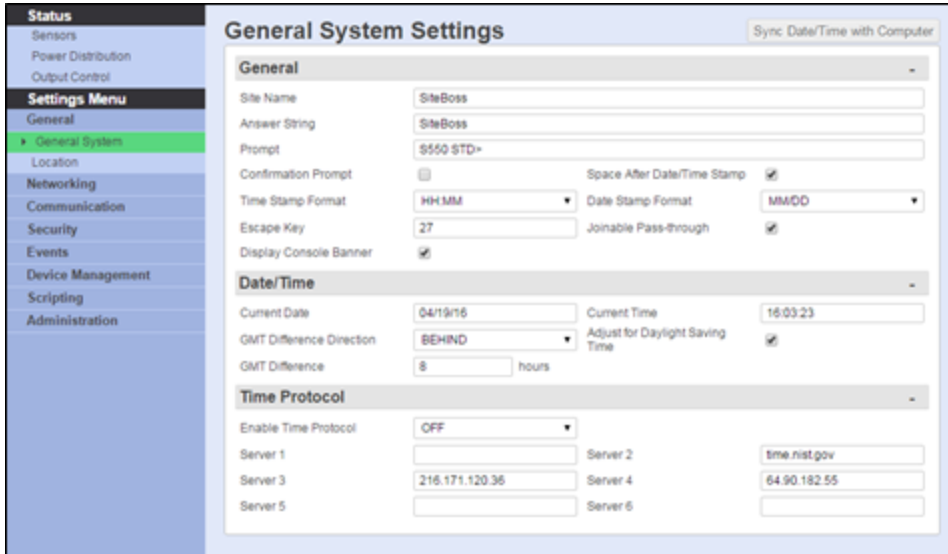 Status
Sensors
Power Distribution
Output Control
Settings Menu
General
General System
Location
Networking
Communication
Security
Events
Device Management
Scripting
Administration
General System Settings
Sync Date/Time with Computer
General -
Site Name SiteBoss
Answer String SiteBoss
Prompt S550 STD>
Confirmation Prompt Space After Date/Time Stamp
Time Stamp Format HH:MM Date Stamp Format MM/DD
Escape Key 27 Joinable Pass-through
Display Console Banner
Date/Time -
Current Date 04/19/16 Current Time 16:03:23
GMT Difference Direction BEHIND Adjust for Daylight Saving
Time
GMT Difference 8 hours
Time Protocol -
Enable Time Protocol OFF
Server 1 Server 2 time.nist.gov
Server 3 216.171.120.36 Server 4 64.90.182.55
Server 5 Server 6